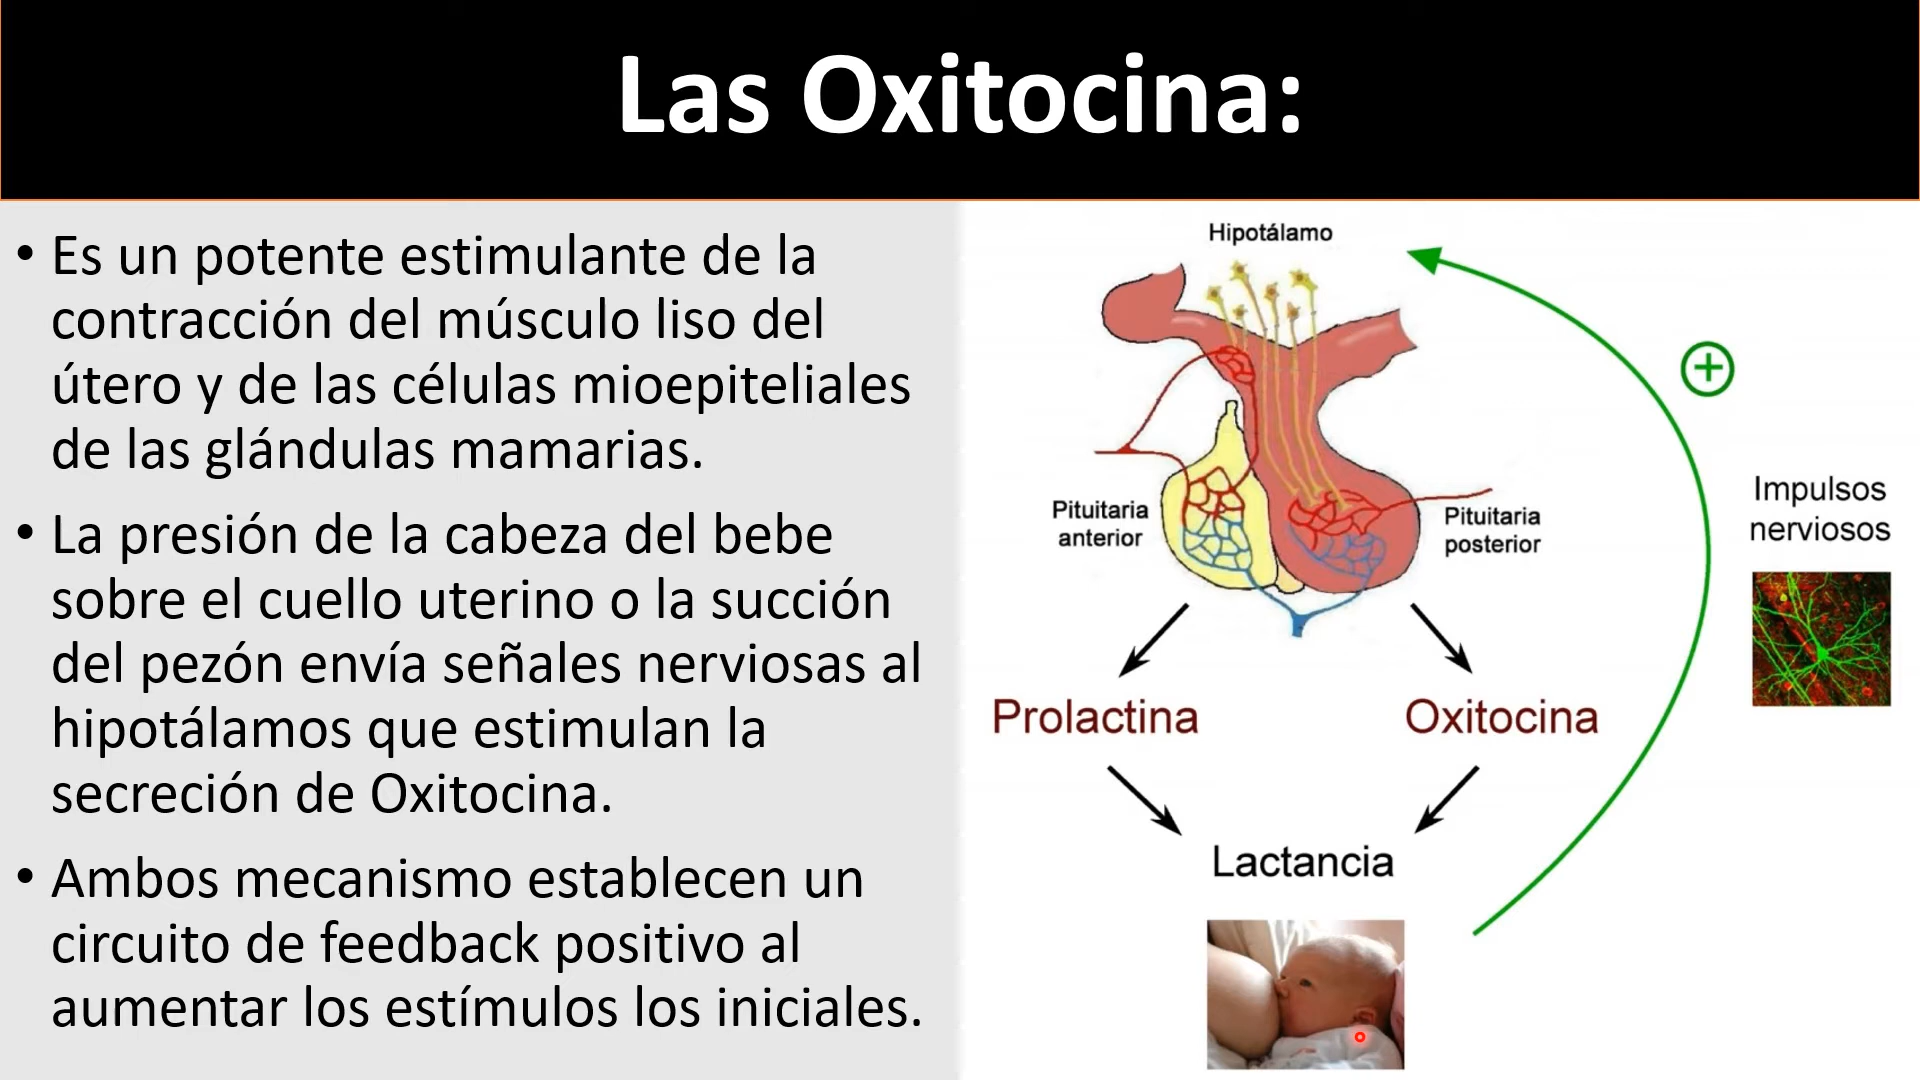 Las Oxitocina:
• Es un potente estimulante de la
contracción del músculo liso del
útero y de las células mioepiteliales
de las glándulas mamarias.
• La presión de la cabeza del bebe
sobre el cuello uterino o la succión
del pezón envía señales nerviosas al
hipotálamos que estimulan la
secreción de Oxitocina.
• Ambos mecanismo establecen un
circuito de feedback positivo al
aumentar los estímulos los iniciales.
Hipotálamo
+
Impulsos
nerviosos
Pituitaria
anterior
Pituitaria
posterior
Prolactina
Oxitocina
Lactancia